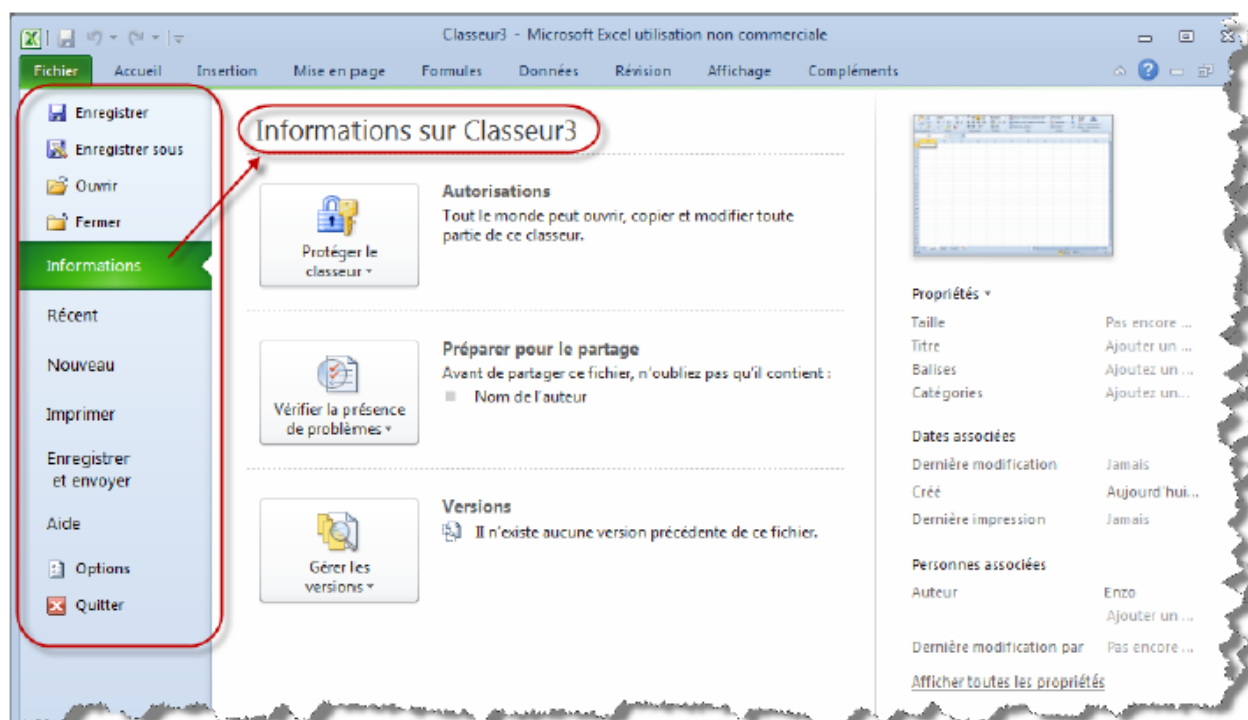 Classeur3 - Microsoft Excel utilisation non commerciale
Fichier Accueil Insertion Mise en page Formules Données Révision Affichage Compléments
Enregistrer
Enregistrer sous
Ouvrir
Fermer
Informations
Récent
Nouveau
Imprimer
Enregistrer
et envoyer
Aide
Options
Quitter
Informations sur Classeur3
Protéger le
classeur
Autorisations
Tout le monde peut ouvrir, copier et modifier toute
partie de ce classeur.
Vérifier la présence
de problèmes
Préparer pour le partage
Avant de partager ce fichier, n'oubliez pas qu'il contient :
Nom de l'auteur
Gérer les
versions
Versions
Il n'existe aucune version précédente de ce fichier.
Propriétés
Taille Pas encore ...
Titre Ajouter un ...
Balises Ajoutez un ...
Catégories Ajoutez un...
Dates associées
Dernière modification Jamais
Créé Aujourd'hui...
Dernière impression Jamais
Personnes associées
Auteur Enzo
Ajouter un ...
Dernière modification par Pas encore ...
Afficher toutes les propriétés